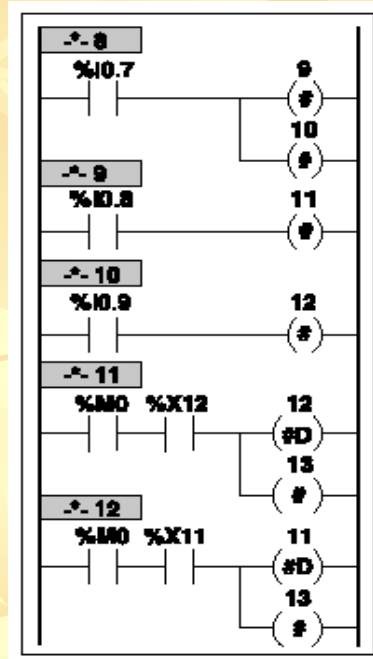 -*- 8
%I0.7
9
#
10
#
-*- 9
%I0.8
11
#
-*- 10
%I0.9
12
#
-*- 11
%M0 %X12
12
#D
13
#
-*- 12
%M0 %X11
11
#D
13
#